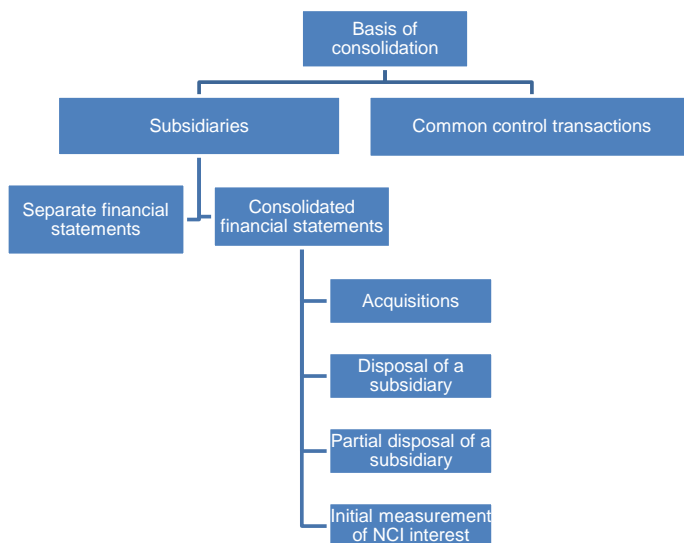 Basis of
consolidation
Subsidiaries
Common control transactions
Separate financial
statements
Consolidated
financial statements
Acquisitions
Disposal of a
subsidiary
Partial disposal of a
subsidiary
Initial measurement
of NCI interest